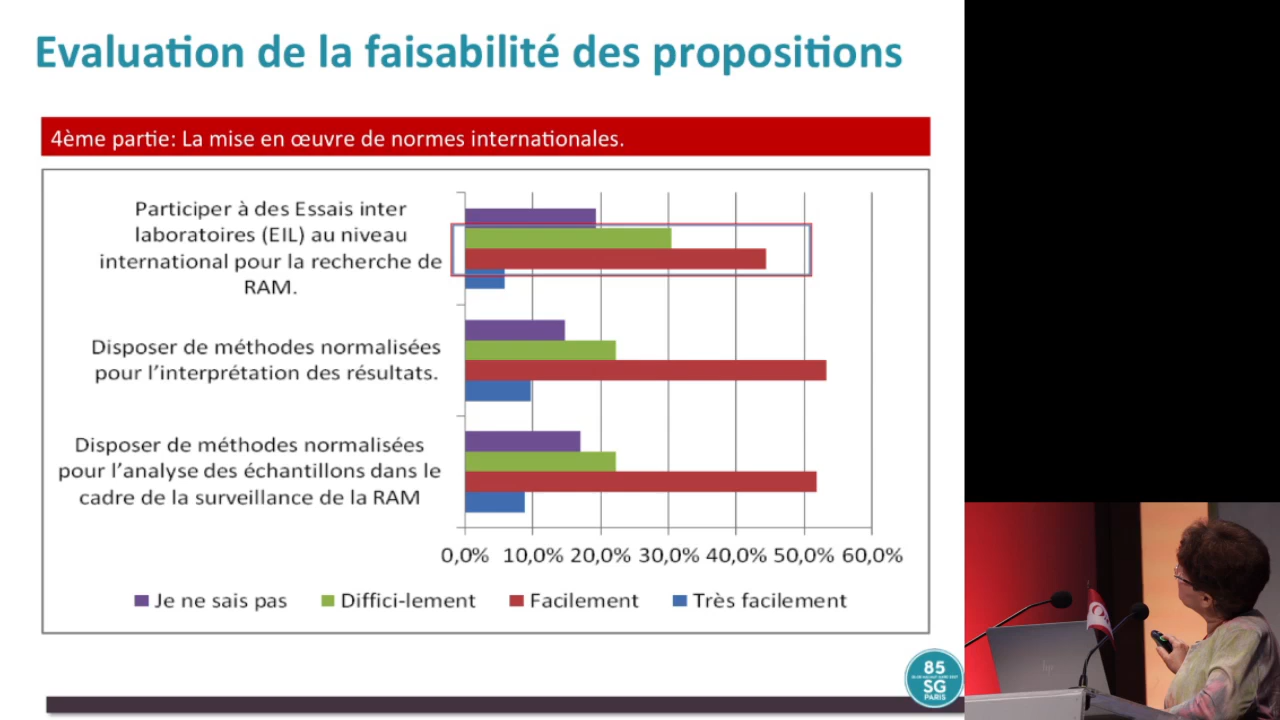 Evaluation de la faisabilité des propositions
4ème partie: La mise en œuvre de normes internationales.
Participer à des Essais inter
laboratoires (EIL) au niveau
international pour la recherche de
RAM.
Disposer de méthodes normalisées
pour l’interprétation des résultats.
Disposer de méthodes normalisées
pour l’analyse des échantillons dans le
cadre de la surveillance de la RAM
0,0% 10,0% 20,0% 30,0% 40,0% 50,0% 60,0%
Je ne sais pas Diffici-lement Facilement Très facilement
85
SG
PARIS
hp